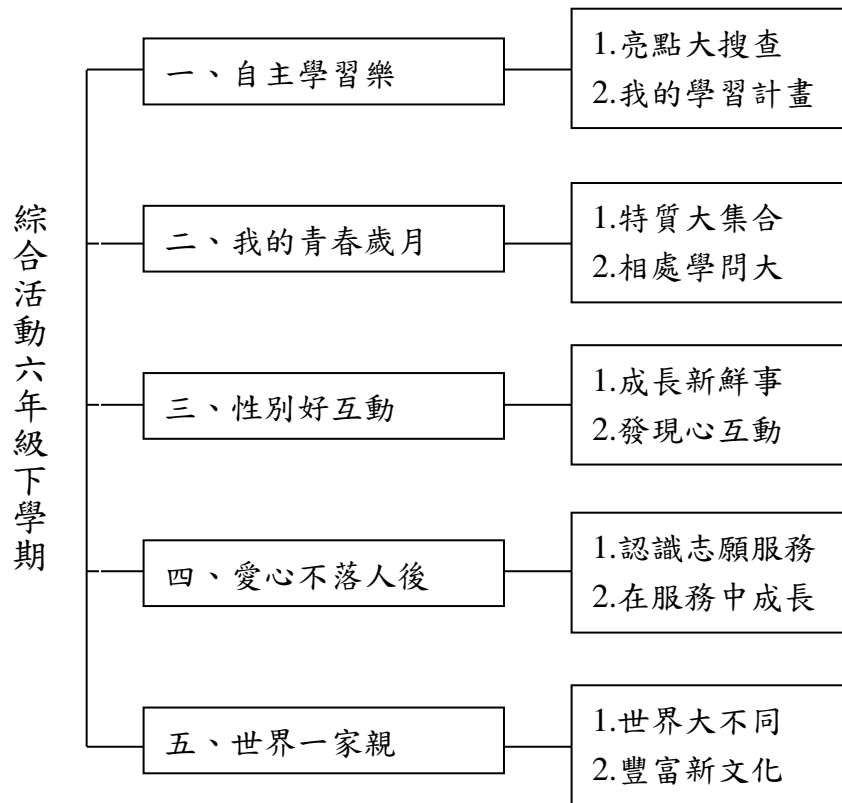 綜合活動六年級下學期
一、自主學習樂
1.亮點大搜查
2.我的學習計畫
二、我的青春歲月
1.特質大集合
2.相處學問大
三、性別好互動
1.成長新鮮事
2.發現心互動
四、愛心不落人後
1.認識志願服務
2.在服務中成長
五、世界一家親
1.世界大不同
2.豐富新文化